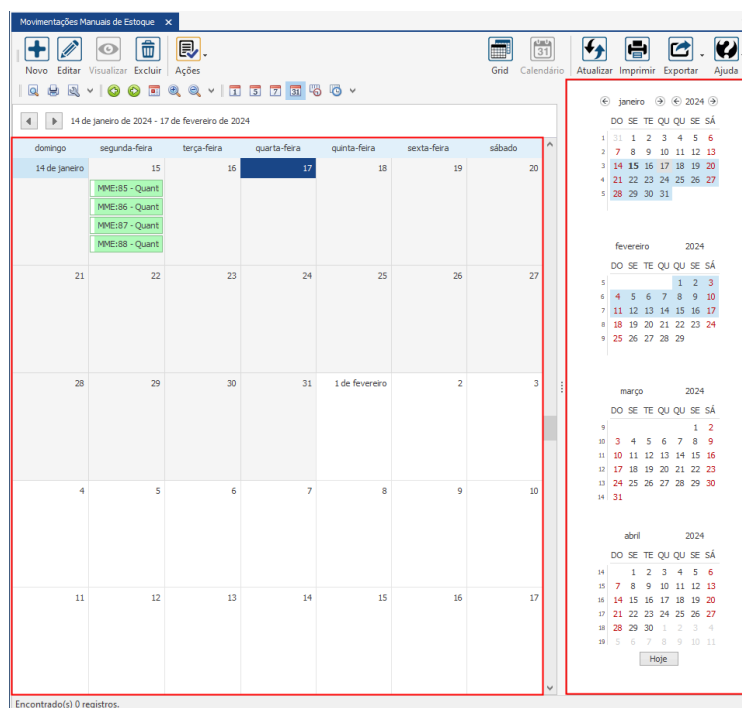 Movimentações Manuais de Estoque
Novo Editar Visualizar Excluir Ações Grid Calendário Atualizar Imprimir Exportar Ajuda
31
1 5 7 31
14 de janeiro de 2024 - 17 de fevereiro de 2024
domingo segunda-feira terça-feira quarta-feira quinta-feira sexta-feira sábado
14 de janeiro 15 16 17 18 19 20
MME:85 - Quant
MME:86 - Quant
MME:87 - Quant
MME:88 - Quant
21 22 23 24 25 26 27
28 29 30 31 1 de fevereiro 2 3
4 5 6 7 8 9 10
11 12 13 14 15 16 17
janeiro 2024
DO SE TE QU QU SE SÁ
1 31 1 2 3 4 5 6
2 7 8 9 10 11 12 13
3 14 15 16 17 18 19 20
4 21 22 23 24 25 26 27
5 28 29 30 31
fevereiro 2024
DO SE TE QU QU SE SÁ
5 1 2 3
6 4 5 6 7 8 9 10
7 11 12 13 14 15 16 17
8 18 19 20 21 22 23 24
9 25 26 27 28 29
março 2024
DO SE TE QU QU SE SÁ
9 1 2
10 3 4 5 6 7 8 9
11 10 11 12 13 14 15 16
12 17 18 19 20 21 22 23
13 24 25 26 27 28 29 30
14 31
abril 2024
DO SE TE QU QU SE SÁ
14 1 2 3 4 5 6
15 7 8 9 10 11 12 13
16 14 15 16 17 18 19 20
17 21 22 23 24 25 26 27
18 28 29 30 1 2 3 4
19 5 6 7 8 9 10 11
Hoje
Encontrado(s) 0 registros.